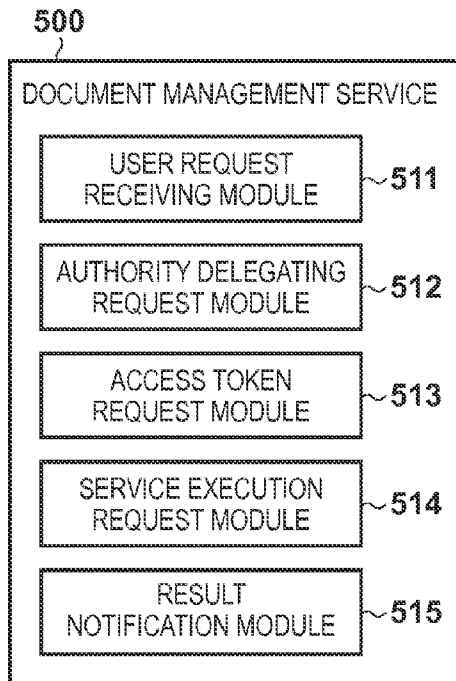 500
DOCUMENT MANAGEMENT SERVICE
USER REQUEST
RECEIVING MODULE
511
AUTHORITY DELEGATING
REQUEST MODULE
512
ACCESS TOKEN
REQUEST MODULE
513
SERVICE EXECUTION
REQUEST MODULE
514
RESULT
NOTIFICATION MODULE
515